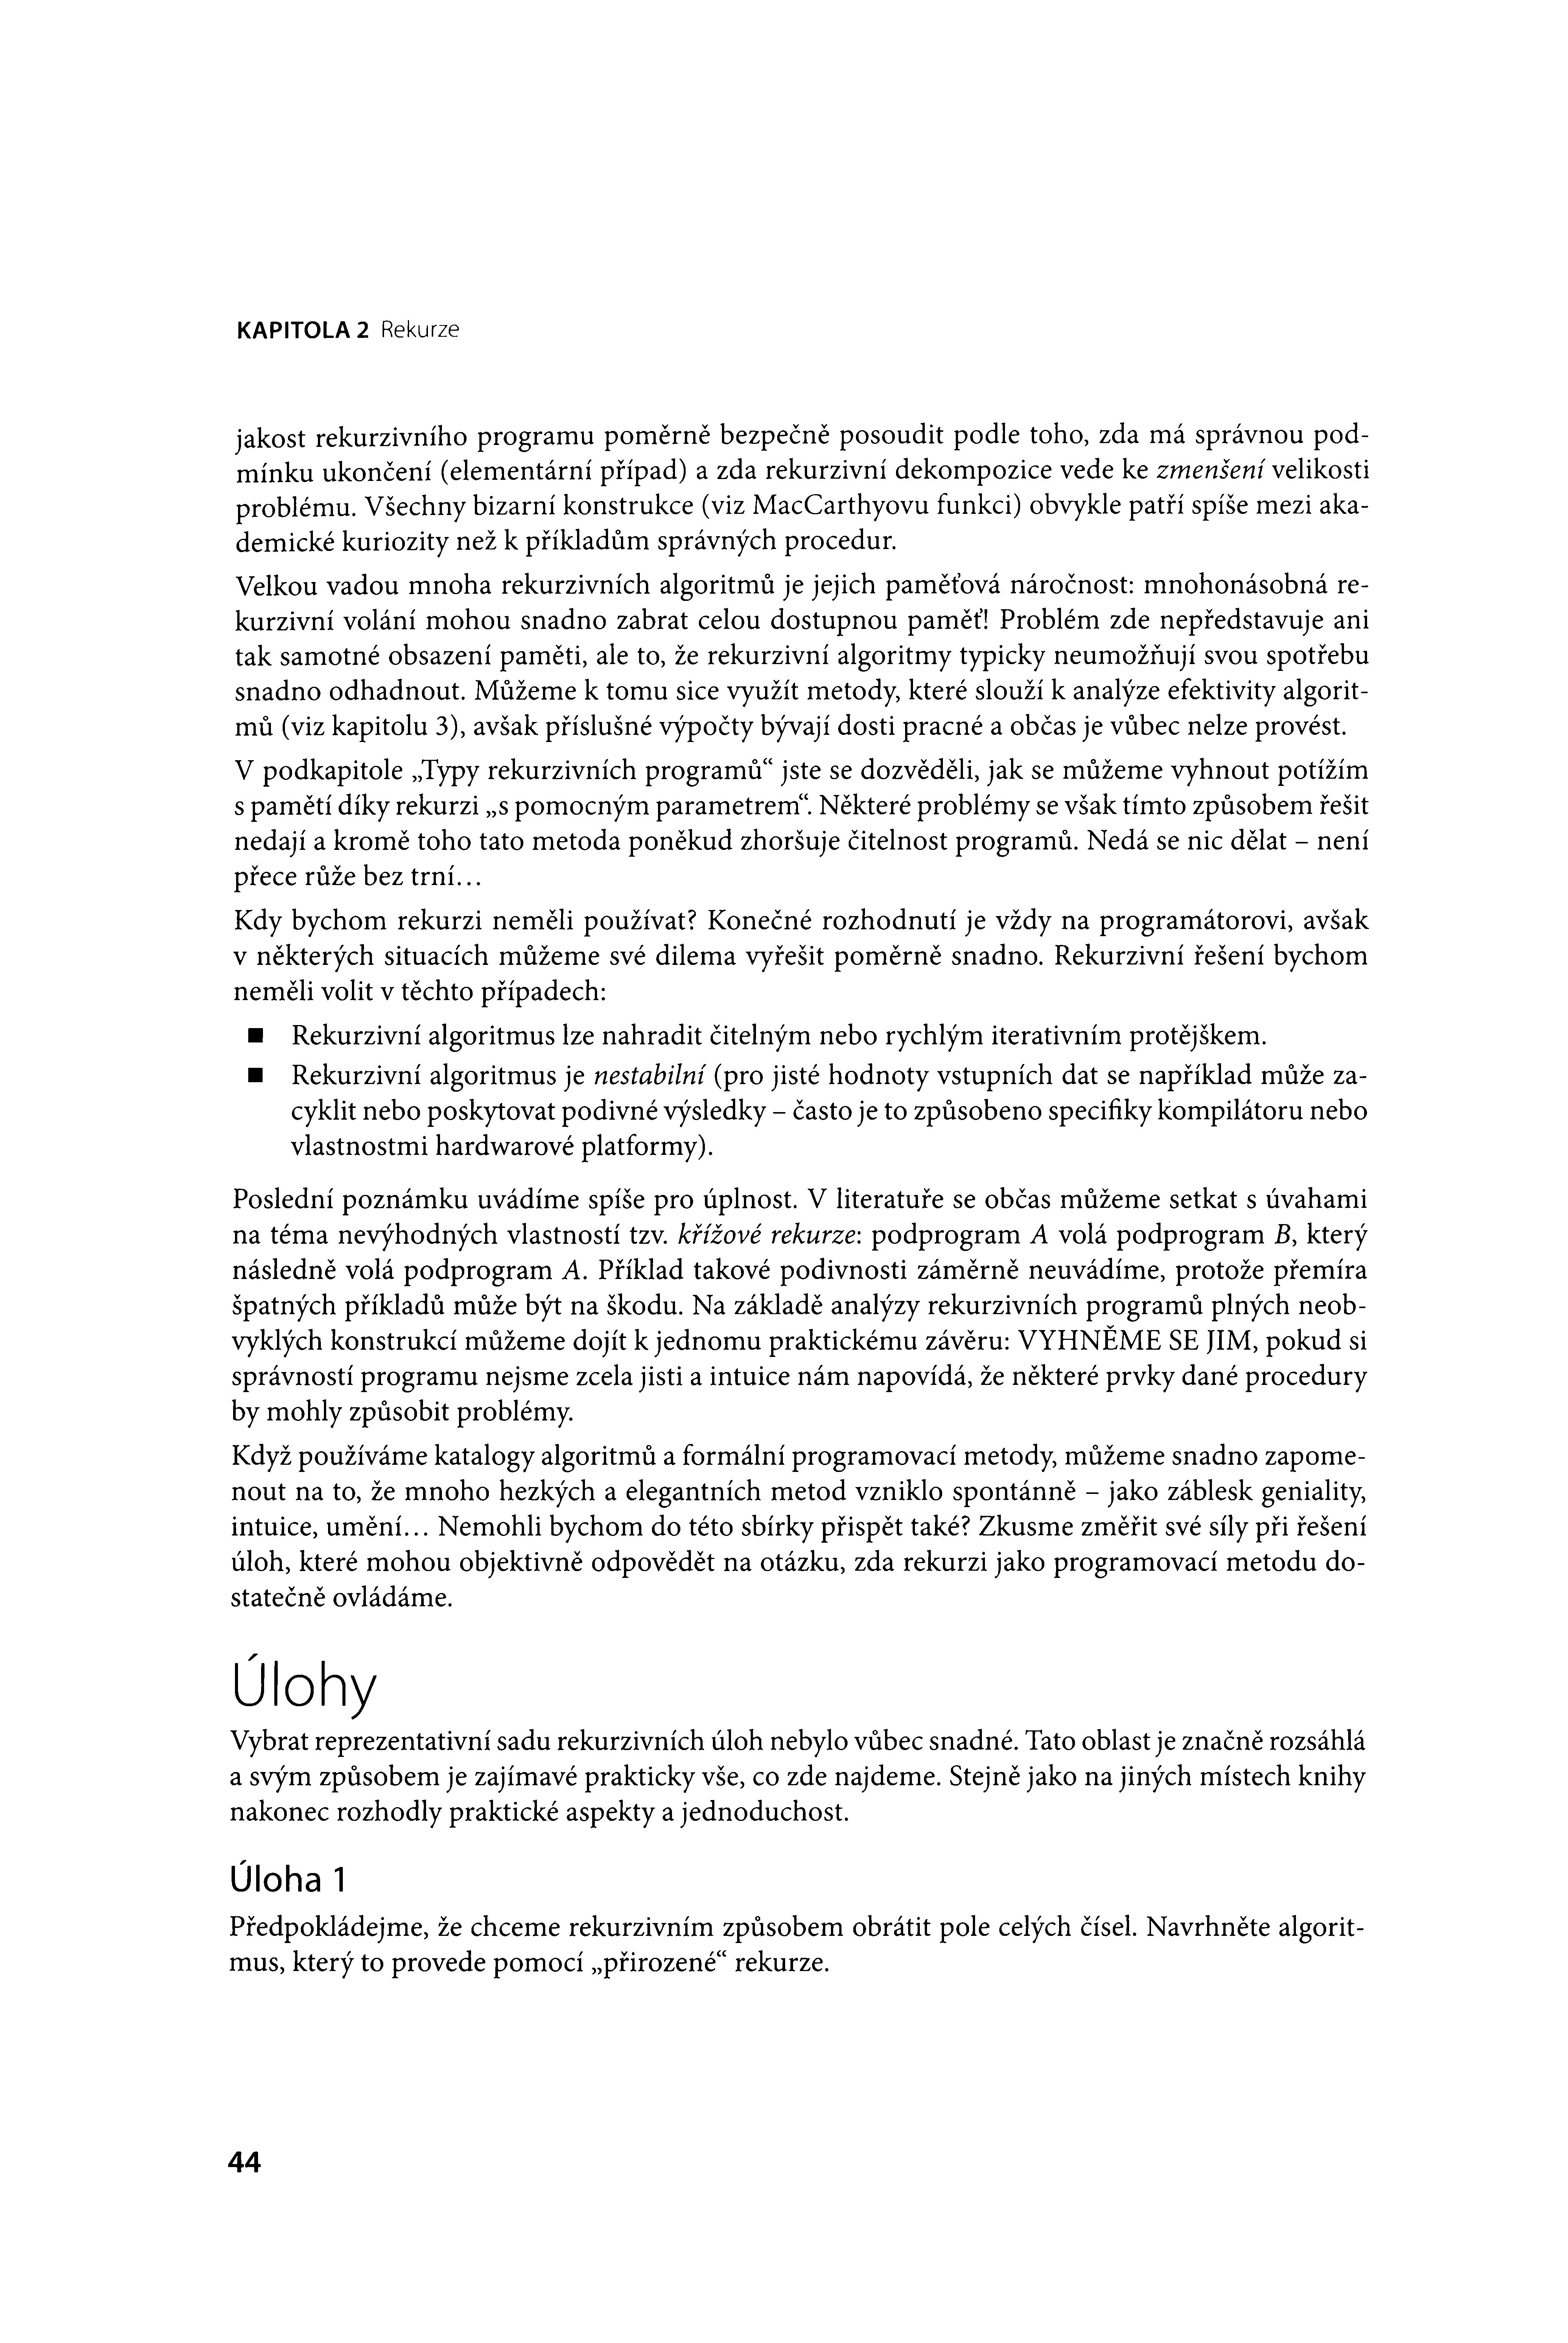 KAPITOLA 2 Rekurze
jakost rekurzivního programu poměrně bezpečně posoudit podle toho, zda má správnou pod-
mínku ukončení (elementární případ) a zda rekurzivní dekompozice vede ke zmenšení velikosti
problému. Všechny bizarní konstrukce (viz MacCarthyovu funkci) obvykle patří spíše mezi aka-
demické kuriozity než k příkladům správných procedur.
Velkou vadou mnoha rekurzivních algoritmů je jejich paměťová náročnost: mnohonásobná re-
kurzivní volání mohou snadno zabrat celou dostupnou paměť! Problém zde nepředstavuje ani
tak samotné obsazení paměti, ale to, že rekurzivní algoritmy typicky neumožňují svou spotřebu
snadno odhadnout. Můžeme k tomu sice využít metody, které slouží k analýze efektivity algorit-
mů (viz kapitolu 3), avšak příslušné výpočty bývají dosti pracné a občas je vůbec nelze provést.
V podkapitole „Typy rekurzivních programů“ jste se dozvěděli, jak se můžeme vyhnout potížím
s pamětí díky rekurzi „s pomocným parametrem“. Některé problémy se však tímto způsobem řešit
nedají a kromě toho tato metoda poněkud zhoršuje čitelnost programů. Nedá se nic dělat – není
přece růže bez trní…
Kdy bychom rekurzi neměli používat? Konečné rozhodnutí je vždy na programátorovi, avšak
v některých situacích můžeme své dilema vyřešit poměrně snadno. Rekurzivní řešení bychom
neměli volit v těchto případech:
■ Rekurzivní algoritmus lze nahradit čitelným nebo rychlým iterativním protějškem.
■ Rekurzivní algoritmus je nestabilní (pro jisté hodnoty vstupních dat se například může za-
cyklit nebo poskytovat podivné výsledky – často je to způsobeno specifiky kompilátoru nebo
vlastnostmi hardwarové platformy).
Poslední poznámku uvádíme spíše pro úplnost. V literatuře se občas můžeme setkat s úvahami
na téma nevýhodných vlastností tzv. křížové rekurze: podprogram A volá podprogram B, který
následně volá podprogram A. Příklad takové podivnosti záměrně neuvádíme, protože přemíra
špatných příkladů může být na škodu. Na základě analýzy rekurzivních programů plných neob-
vyklých konstrukcí můžeme dojít k jednomu praktickému závěru: VYHNĚME SE JIM, pokud si
správností programu nejsme zcela jisti a intuice nám napovídá, že některé prvky dané procedury
by mohly způsobit problémy.
Když používáme katalogy algoritmů a formální programovací metody, můžeme snadno zapome-
nout na to, že mnoho hezkých a elegantních metod vzniklo spontánně – jako záblesk geniality,
intuice, umění… Nemohli bychom do této sbírky přispět také? Zkusme změřit své síly při řešení
úloh, které mohou objektivně odpovědět na otázku, zda rekurzi jako programovací metodu do-
statečně ovládáme.
Úlohy
Vybrat reprezentativní sadu rekurzivních úloh nebylo vůbec snadné. Tato oblast je značně rozsáhlá
a svým způsobem je zajímavé prakticky vše, co zde najdeme. Stejně jako na jiných místech knihy
nakonec rozhodly praktické aspekty a jednoduchost.
Úloha 1
Předpokládejme, že chceme rekurzivním způsobem obrátit pole celých čísel. Navrhněte algorit-
mus, který to provede pomocí „přirozené“ rekurze.
44